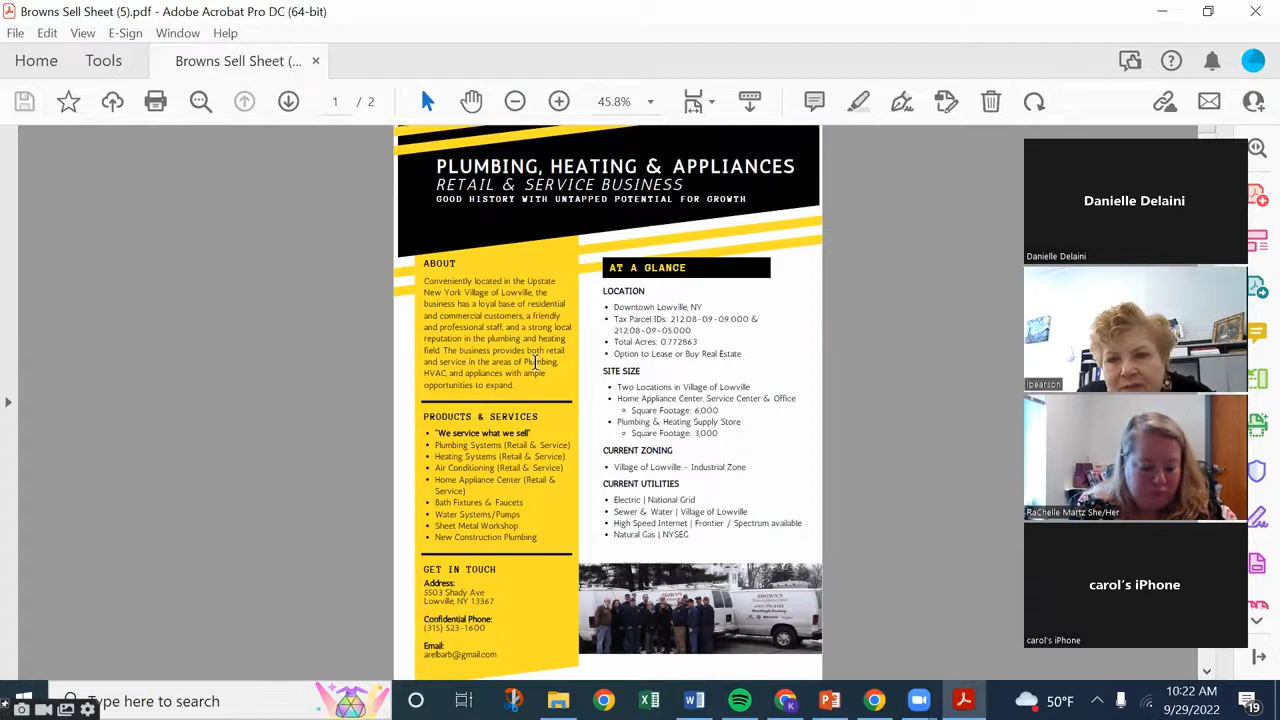 Browns Sell Sheet (5).pdf - Adobe Acrobat Pro DC (64-bit)
File Edit View E-Sign Window Help
Home Tools Browns Sell Sheet (... ×
1 / 2 45.8%
PLUMBING, HEATING & APPLIANCES
RETAIL & SERVICE BUSINESS
GOOD HISTORY WITH UNTAPPED POTENTIAL FOR GROWTH
ABOUT
Conveniently located in the Upstate
New York Village of Lowville, the
business has a loyal base of residential
and commercial customers, a friendly
and professional staff, and a strong local
reputation in the plumbing and heating
field. The business provides both retail
and service in the areas of Plumbing,
HVAC, and appliances with ample
opportunities to expand.
PRODUCTS & SERVICES
• "We service what we sell"
• Plumbing Systems (Retail & Service)
• Heating Systems (Retail & Service)
• Air Conditioning (Retail & Service)
• Home Appliance Center (Retail &
Service)
• Bath Fixtures & Faucets
• Water Systems/Pumps
• Sheet Metal Workshop
• New Construction Plumbing
GET IN TOUCH
Address:
5503 Shady Ave
Lowville, NY 13367
Confidential Phone:
(315) 523-1600
Email:
arelbarb@gmail.com
AT A GLANCE
LOCATION
• Downtown Lowville, NY
• Tax Parcel IDs: 212.08-09-09.000 &
212.08-09-05.000
• Total Acres: 0.772863
• Option to Lease or Buy Real Estate
SITE SIZE
• Two Locations in Village of Lowville
• Home Appliance Center, Service Center & Office
Square Footage: 6,000
• Plumbing & Heating Supply Store
Square Footage: 3,000
CURRENT ZONING
• Village of Lowville - Industrial Zone
CURRENT UTILITIES
• Electric | National Grid
• Sewer & Water | Village of Lowville
• High Speed Internet | Frontier / Spectrum available
• Natural Gas | NYSEG
BROWN'S
BROWN'S
Danielle Delaini
Danielle Delaini
lpearson
RaChelle Martz She/Her
carol's iPhone
carol's iPhone
Type here to search
50°F
10:22 AM
9/29/2022
19